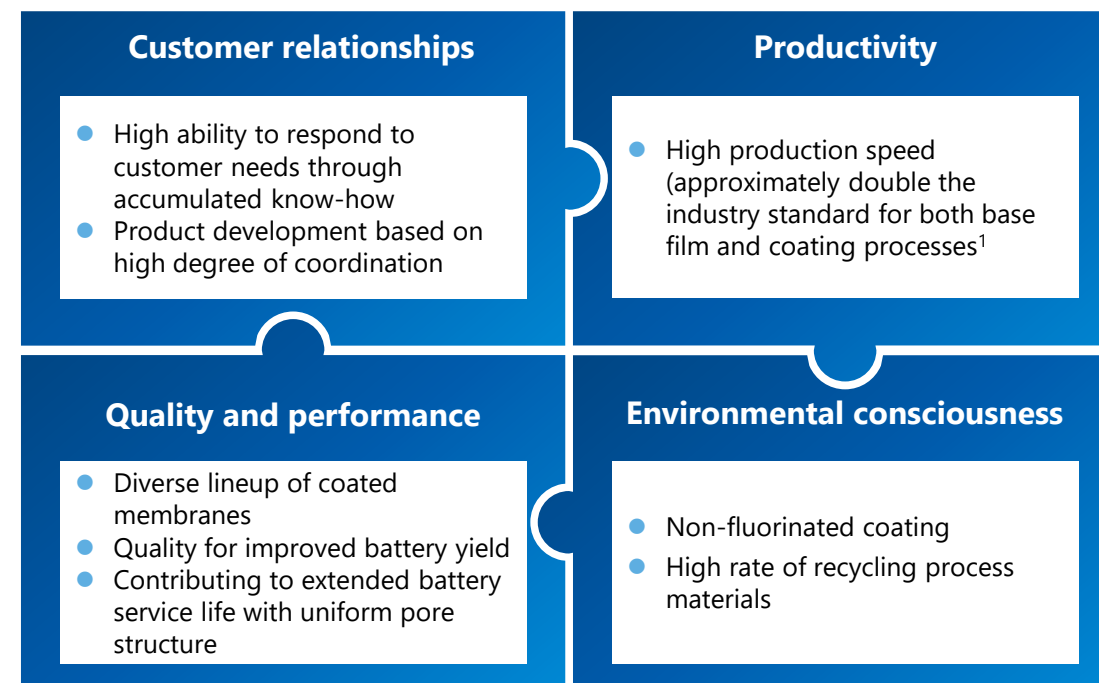 Customer relationships
● High ability to respond to
customer needs through
accumulated know-how
● Product development based on
high degree of coordination
Productivity
● High production speed
(approximately double the
industry standard for both base
film and coating processes¹
Quality and performance
● Diverse lineup of coated
membranes
● Quality for improved battery yield
● Contributing to extended battery
service life with uniform pore
structure
Environmental consciousness
● Non-fluorinated coating
● High rate of recycling process
materials